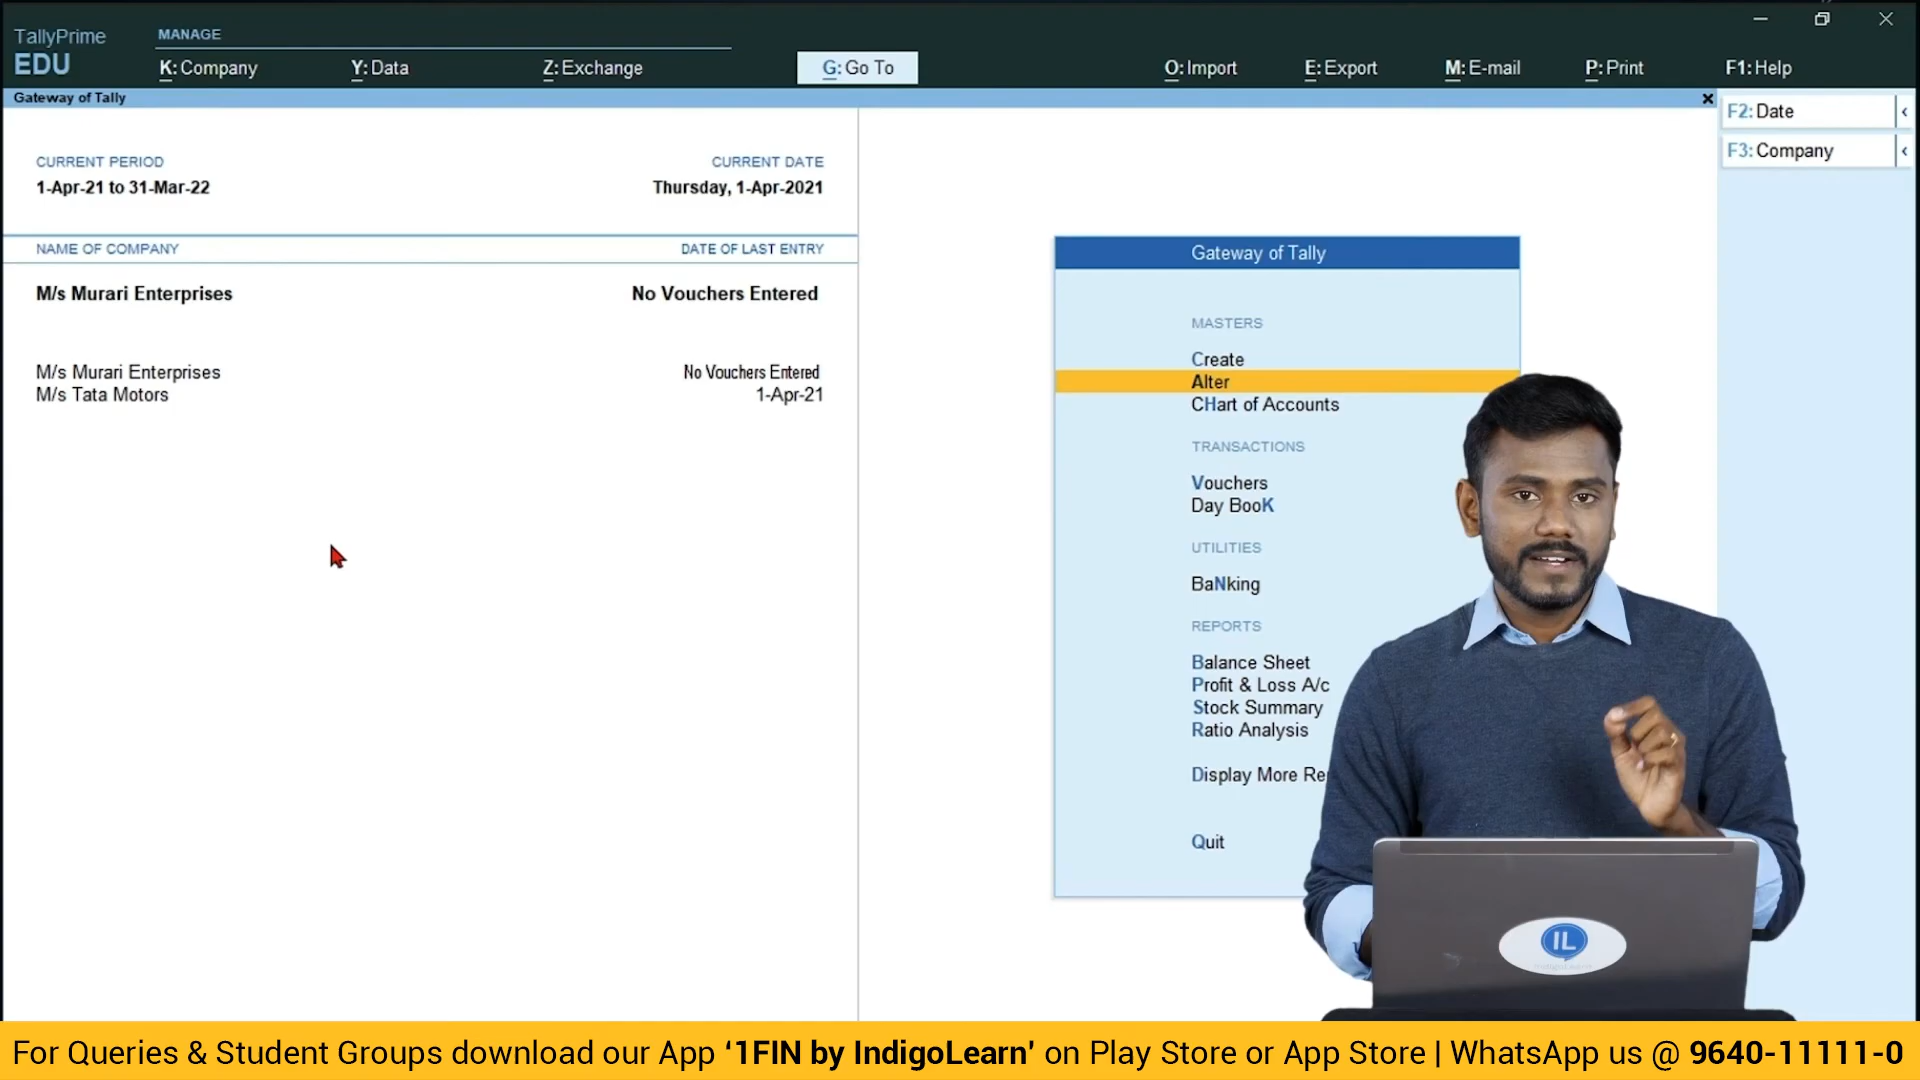 TallyPrime
EDU
MANAGE
K:Company
Y:Data
Z:Exchange
G:Go To
O:Import
E:Export
M:E-mail
P:Print
F1:Help
Gateway of Tally
F2:Date
F3:Company
CURRENT PERIOD
CURRENT DATE
1-Apr-21 to 31-Mar-22
Thursday, 1-Apr-2021
NAME OF COMPANY
DATE OF LAST ENTRY
M/s Murari Enterprises
No Vouchers Entered
M/s Murari Enterprises
No Vouchers Entered
M/s Tata Motors
1-Apr-21
Gateway of Tally
MASTERS
Create
Alter
CHart of Accounts
TRANSACTIONS
Vouchers
Day BooK
UTILITIES
BaNking
REPORTS
Balance Sheet
Profit & Loss A/c
Stock Summary
Ratio Analysis
Display More Re
Quit
IL
For Queries & Student Groups download our App ‘1FIN by IndigoLearn' on Play Store or App Store | WhatsApp us @ 9640-11111-0